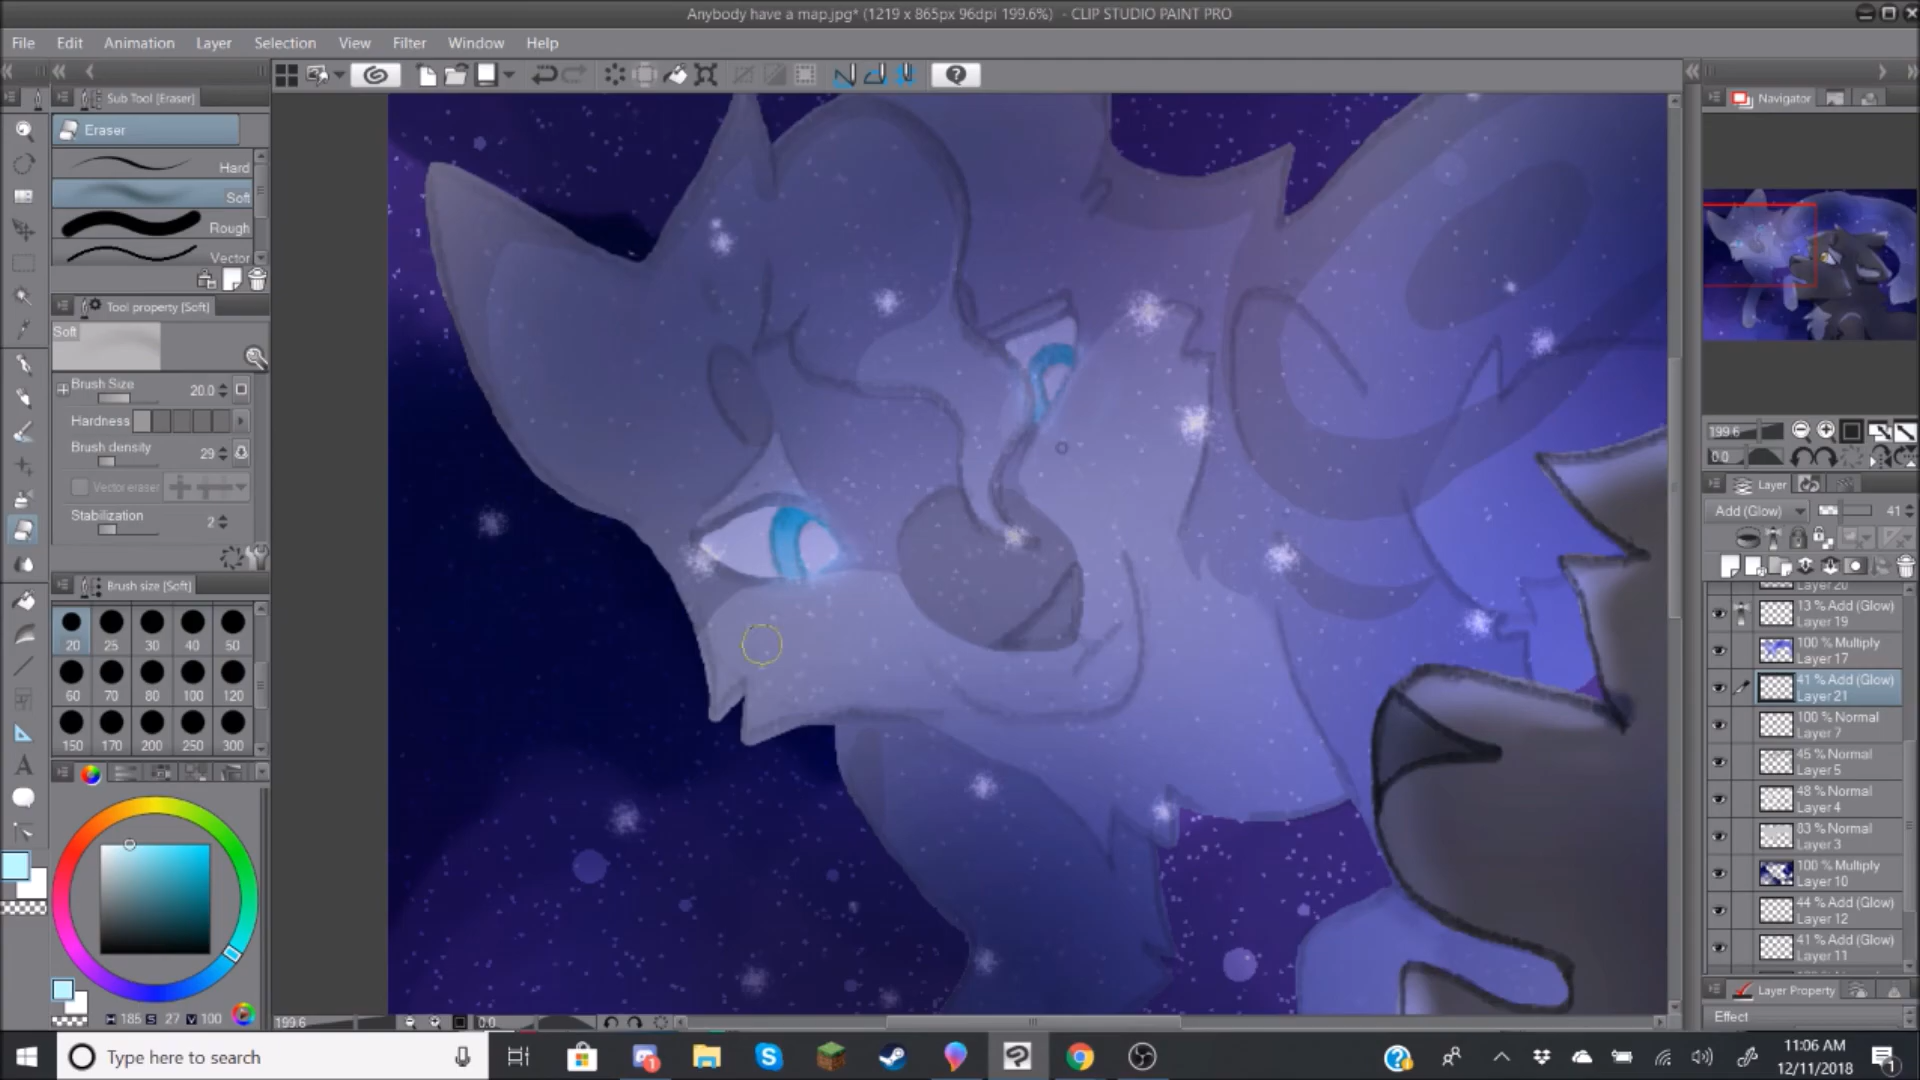 Anybody have a map.jpg* (1219 x 865px 96dpi 199.6%) - CLIP STUDIO PAINT PRO
File Edit Animation Layer Selection View Filter Window Help
Sub Tool [Eraser]
Eraser
Hard
Soft
Rough
Vector
Tool property [Soft]
Soft
Brush Size 20.0
Hardness
Brush density 29
Vector eraser
Stabilization 2
Brush size [Soft]
20 25 30 40 50
60 70 80 100 120
150 170 200 250 300
H 185 S 27 V 100
199.6 0.0
Navigator
199.6
0.0
Layer
Add (Glow) 41
Layer 20
13 % Add (Glow)
Layer 19
100 % Multiply
Layer 17
41 % Add (Glow)
Layer 21
100 % Normal
Layer 7
45 % Normal
Layer 5
48 % Normal
Layer 4
83 % Normal
Layer 3
100 % Multiply
Layer 10
44 % Add (Glow)
Layer 12
41 % Add (Glow)
Layer 11
Layer Property
Effect
Type here to search
11:06 AM
12/11/2018